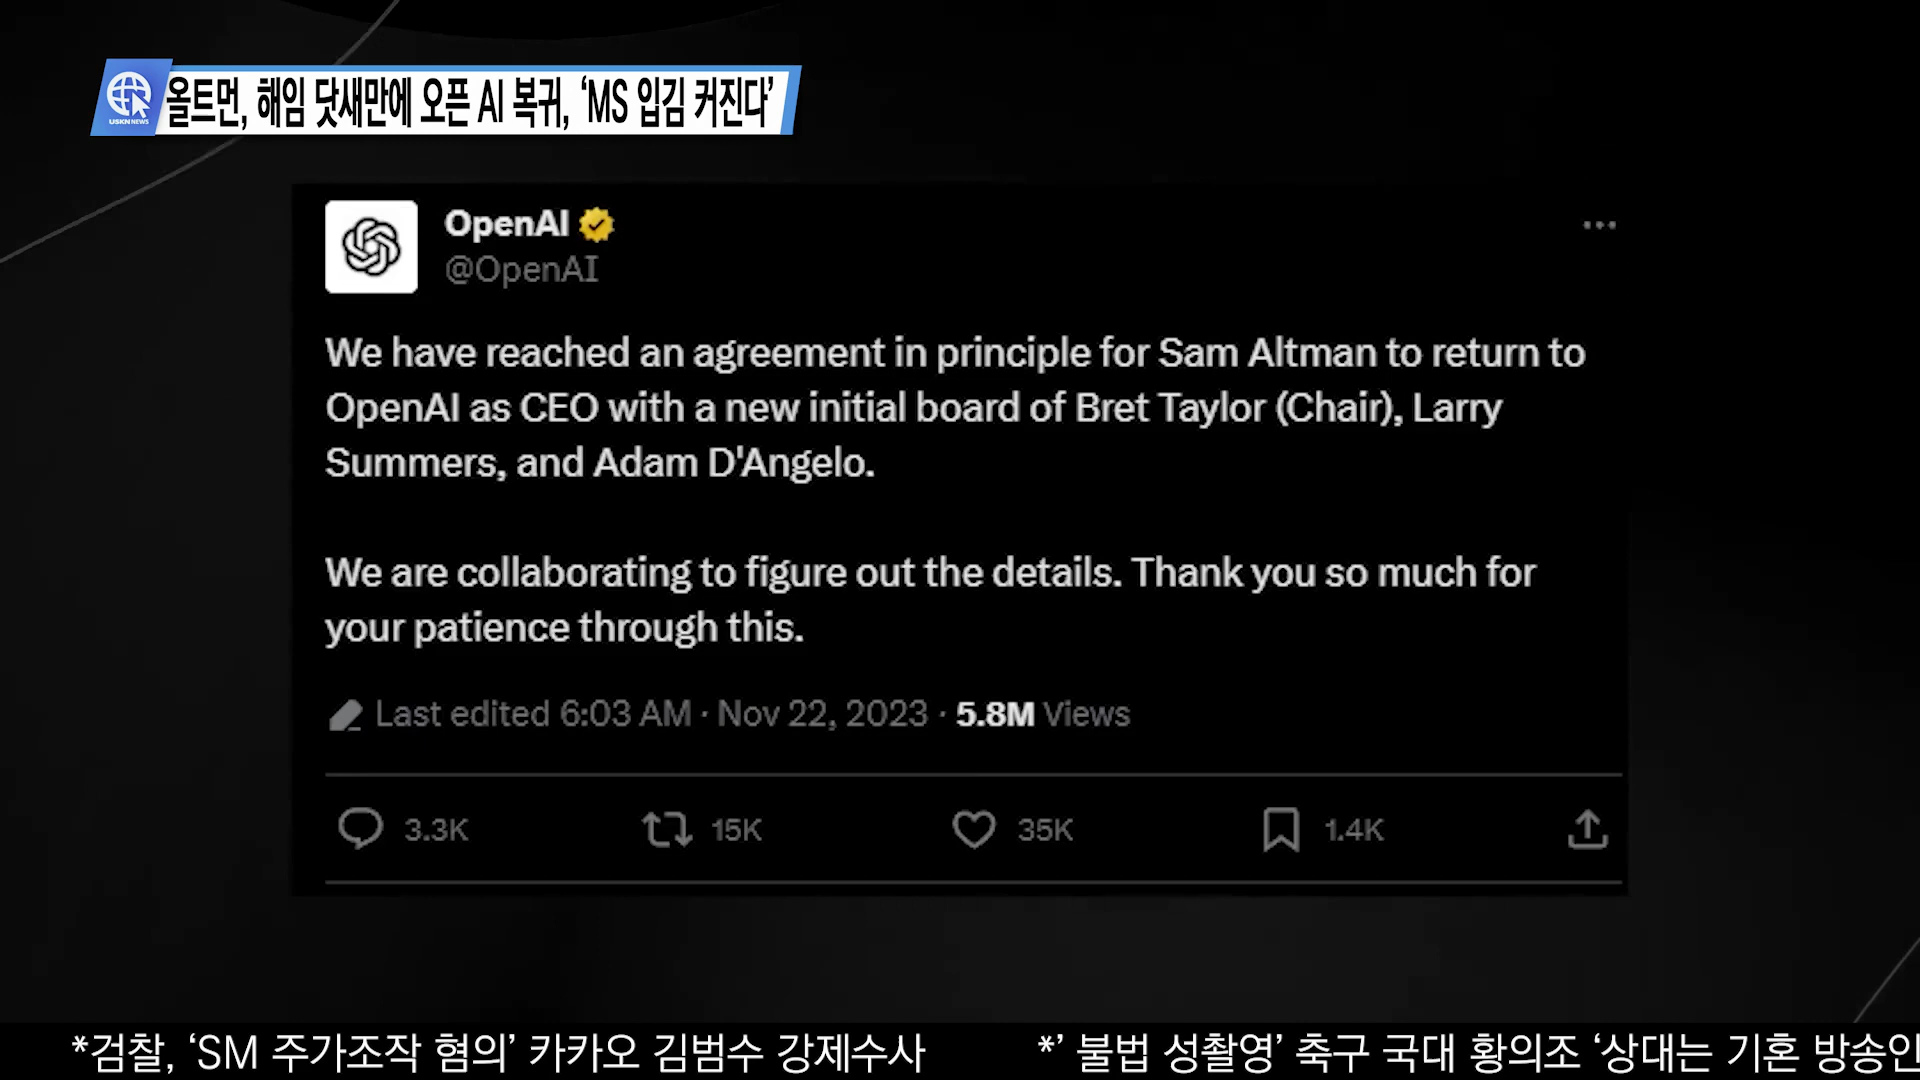 USKN NEWS
올트먼, 해임 닷새만에 오픈 AI 복귀, ‘MS 입김 커진다’
OpenAI
@OpenAI
We have reached an agreement in principle for Sam Altman to return to
OpenAI as CEO with a new initial board of Bret Taylor (Chair), Larry
Summers, and Adam D'Angelo.
We are collaborating to figure out the details. Thank you so much for
your patience through this.
Last edited 6:03 AM · Nov 22, 2023 · 5.8M Views
3.3K 15K 35K 1.4K
*검찰, ‘SM 주가조작 혐의’ 카카오 김범수 강제수사 *’ 불법 성촬영’ 축구 국대 황의조 ‘상대는 기혼 방송인